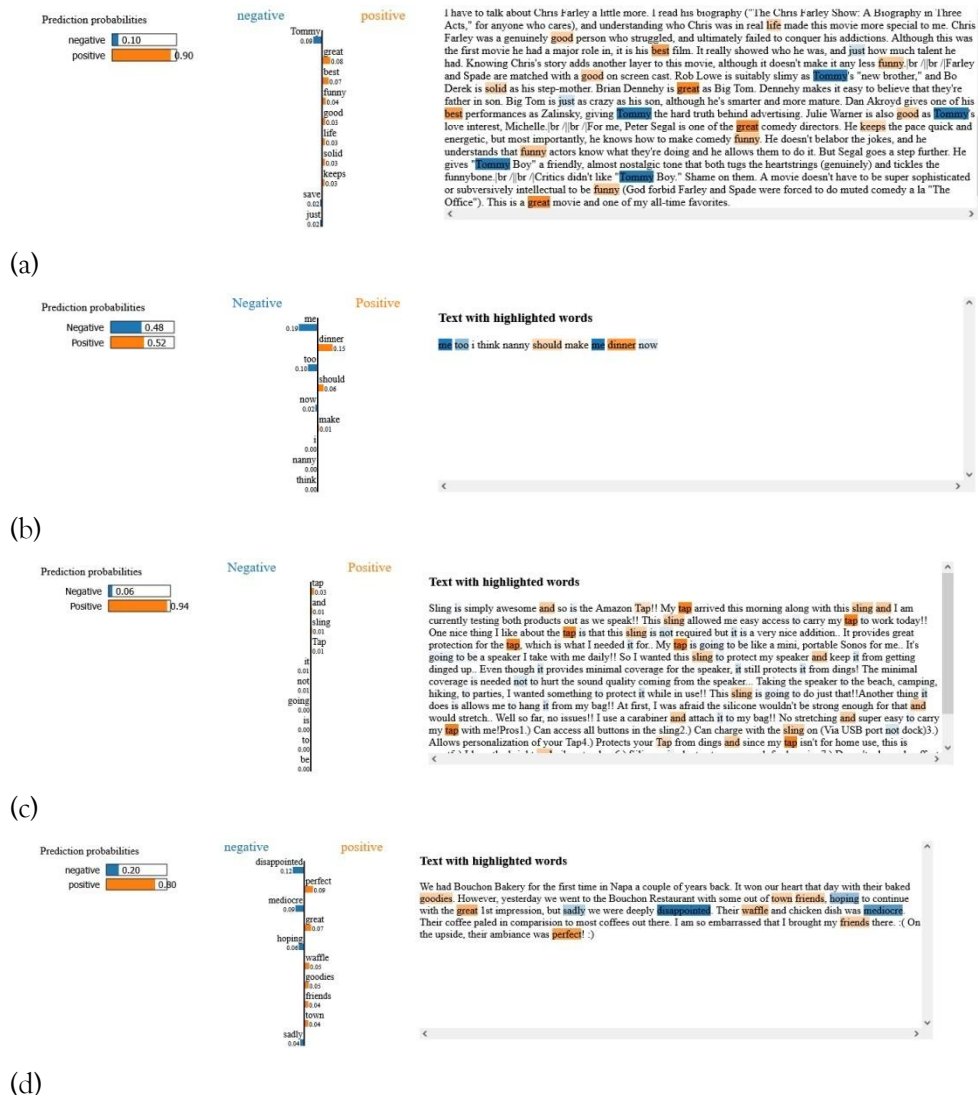 Prediction probabilities
negative 0.10
positive 0.90
negative positive
Tommy
0.09
great
0.08
best
0.07
funny
0.04
good
0.03
life
0.03
solid
0.03
keeps
0.03
save
0.02
just
0.02
I have to talk about Chris Farley a little more. I read his biography ("The Chris Farley Show: A Biography in Three
Acts," for anyone who cares), and understanding who Chris was in real life made this movie more special to me. Chris
Farley was a genuinely good person who struggled, and ultimately failed to conquer his addictions. Although this was
the first movie he had a major role in, it is his best film. It really showed who he was, and just how much talent he
had. Knowing Chris's story adds another layer to this movie, although it doesn't make it any less funny.|br /||br /|Farley
and Spade are matched with a good on screen cast. Rob Lowe is suitably slimy as Tommy's "new brother," and Bo
Derek is solid as his step-mother. Brian Dennehy is great as Big Tom. Dennehy makes it easy to believe that they're
father in son. Big Tom is just as crazy as his son, although he's smarter and more mature. Dan Akroyd gives one of his
best performances as Zalinsky, giving Tommy the hard truth behind advertising. Julie Warner is also good as Tommy's
love interest, Michelle.|br /||br /|For me, Peter Segal is one of the great comedy directors. He keeps the pace quick and
energetic, but most importantly, he knows how to make comedy funny. He doesn't belabor the jokes, and he
understands that funny actors know what they're doing and he allows them to do it. But Segal goes a step further. He
gives "Tommy Boy" a friendly, almost nostalgic tone that both tugs the heartstrings (genuinely) and tickles the
funnybone.|br /||br /|Critics didn't like "Tommy Boy." Shame on them. A movie doesn't have to be super sophisticated
or subversively intellectual to be funny (God forbid Farley and Spade were forced to do muted comedy a la "The
Office"). This is a great movie and one of my all-time favorites.
(a)
Prediction probabilities
Negative 0.48
Positive 0.52
Negative Positive
me
0.19
dinner
0.15
too
0.10
should
0.06
now
0.02
make
0.01
i
0.00
nanny
0.00
think
0.00
Text with highlighted words
me too i think nanny should make me dinner now
(b)
Prediction probabilities
Negative 0.06
Positive 0.94
Negative Positive
tap
0.03
and
0.01
sling
0.01
Tap
0.01
it
0.01
not
0.01
going
0.00
is
0.00
to
0.00
be
0.00
Text with highlighted words
Sling is simply awesome and so is the Amazon Tap!! My tap arrived this morning along with this sling and I am
currently testing both products out as we speak!! This sling allowed me easy access to carry my tap to work today!!
One nice thing I like about the tap is that this sling is not required but it is a very nice addition.. It provides great
protection for the tap, which is what I needed it for.. My tap is going to be like a mini, portable Sonos for me.. It's
going to be a speaker I take with me daily!! So I wanted this sling to protect my speaker and keep it from getting
dinged up.. Even though it provides minimal coverage for the speaker, it still protects it from dings! The minimal
coverage is needed not to hurt the sound quality coming from the speaker... Taking the speaker to the beach, camping,
hiking, to parties, I wanted something to protect it while in use!! This sling is going to do just that!!Another thing it
does is allows me to hang it from my bag!! At first, I was afraid the silicone wouldn't be strong enough for that and
would stretch.. Well so far, no issues!! I use a carabiner and attach it to my bag!! No stretching and super easy to carry
my tap with me!Pros1.) Can access all buttons in the sling2.) Can charge with the sling on (Via USB port not dock)3.)
Allows personalization of your Tap4.) Protects your Tap from dings and since my tap isn't for home use, this is
(c)
Prediction probabilities
negative 0.20
positive 0.80
negative positive
disappointed
0.12
perfect
0.09
mediocre
0.09
great
0.07
hoping
0.06
waffle
0.05
goodies
0.05
friends
0.04
town
0.04
sadly
0.04
Text with highlighted words
We had Bouchon Bakery for the first time in Napa a couple of years back. It won our heart that day with their baked
goodies. However, yesterday we went to the Bouchon Restaurant with some out of town friends, hoping to continue
with the great 1st impression, but sadly we were deeply disappointed. Their waffle and chicken dish was mediocre.
Their coffee paled in comparision to most coffees out there. I am so embarrassed that I brought my friends there. :( On
the upside, their ambiance was perfect! :)
(d)